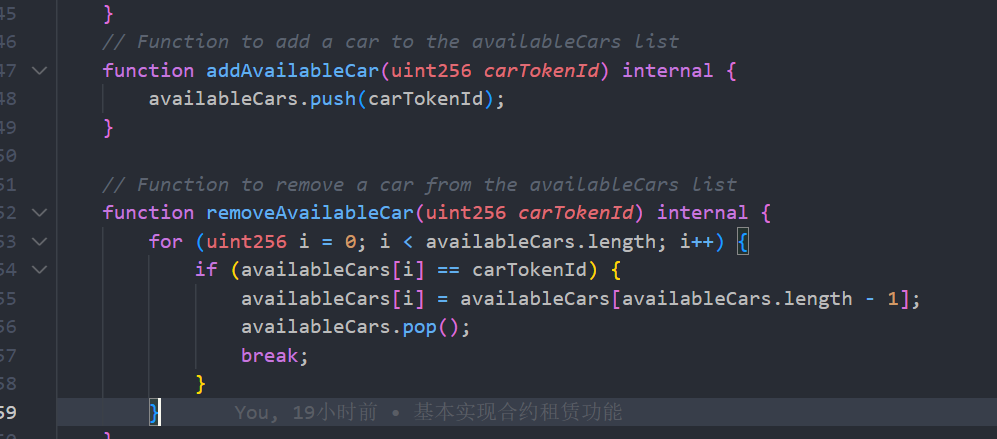 45 }
46 // Function to add a car to the availableCars list
47 function addAvailableCar(uint256 carTokenId) internal {
48 availableCars.push(carTokenId);
49 }
50
51 // Function to remove a car from the availableCars list
52 function removeAvailableCar(uint256 carTokenId) internal {
53 for (uint256 i = 0; i < availableCars.length; i++) {
54 if (availableCars[i] == carTokenId) {
55 availableCars[i] = availableCars[availableCars.length - 1];
56 availableCars.pop();
57 break;
58 }
59 } You, 19小时前 • 基本实现合约租赁功能
}